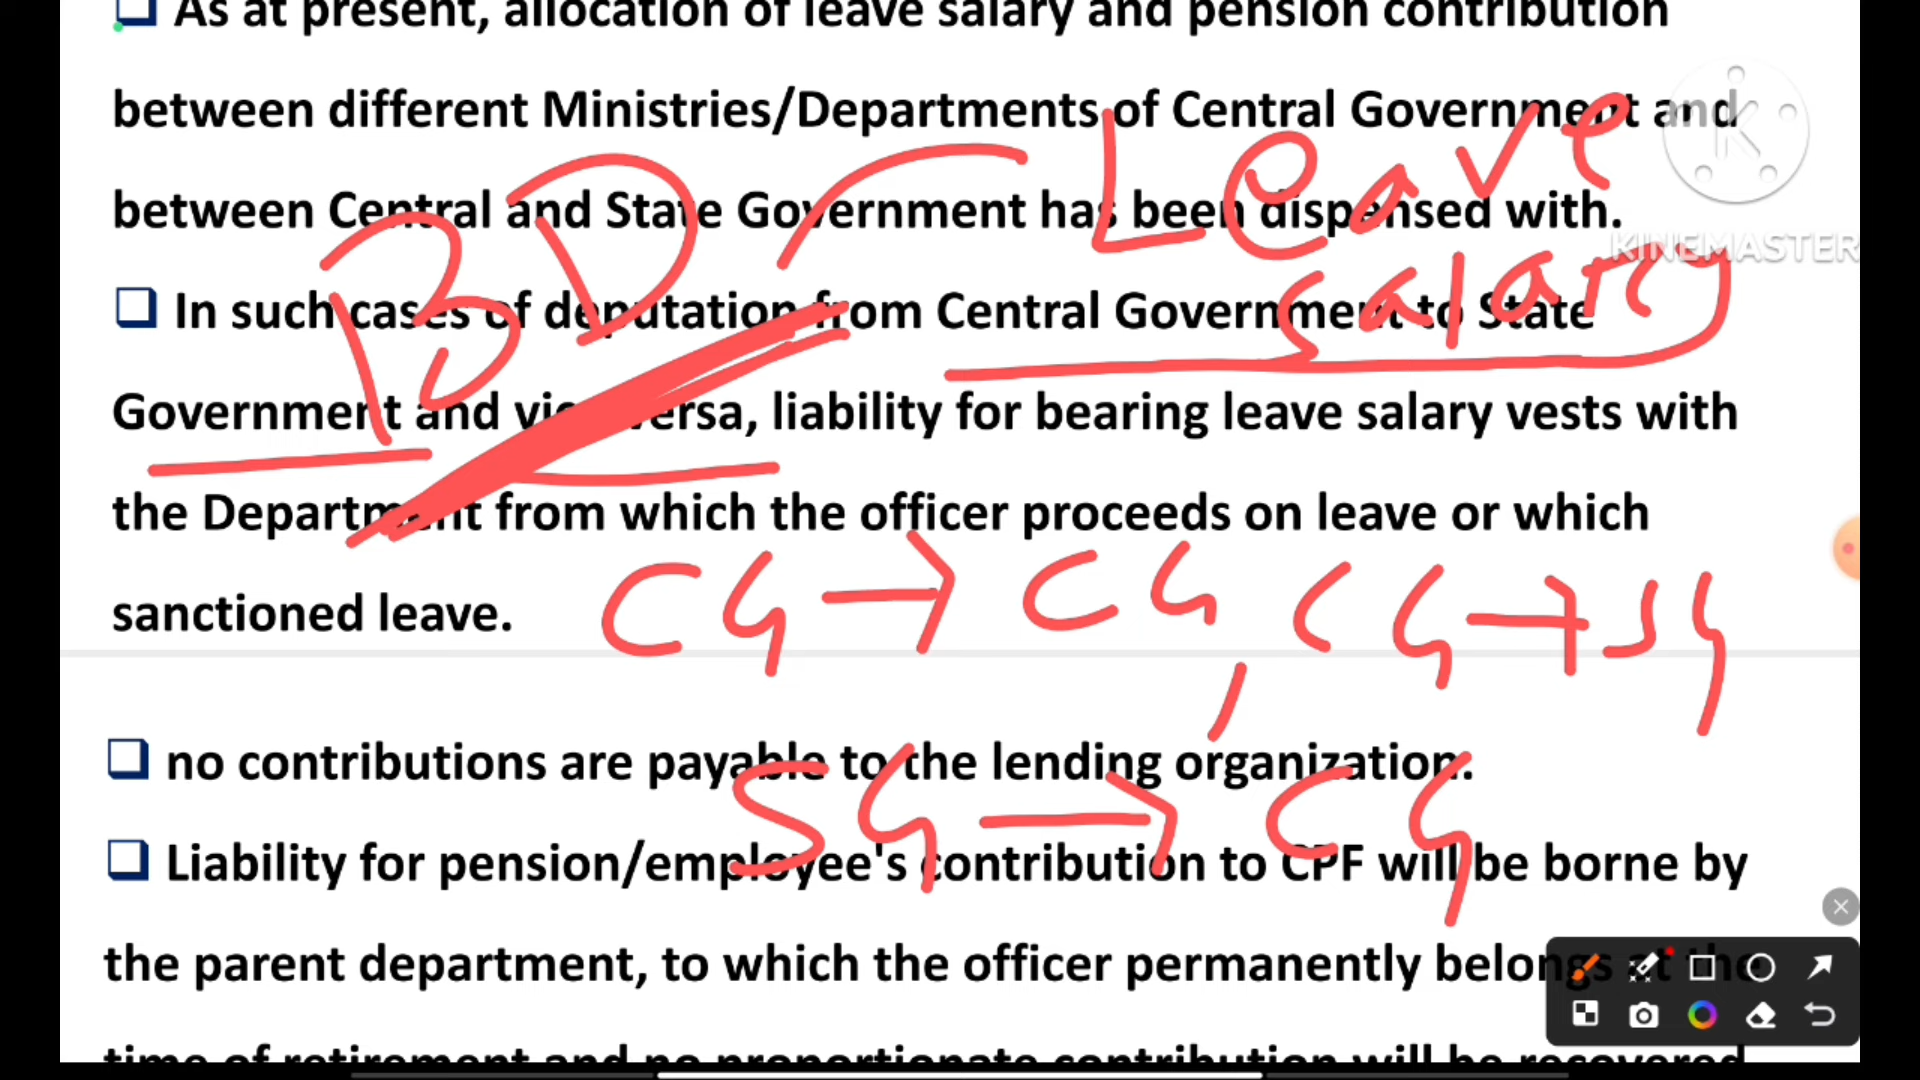 As at present, allocation of leave salary and pension contribution
between different Ministries/Departments of Central Government and
between Central and State Government has been dispensed with.
In such cases of deputation from Central Government to State
Government and vice versa, liability for bearing leave salary vests with
the Department from which the officer proceeds on leave or which
sanctioned leave.
no contributions are payable to the lending organization.
Liability for pension/employee's contribution to CPF will be borne by
the parent department, to which the officer permanently belongs at the
time of retirement and no proportionate contribution will be recovered
BD
Leave
Salary
CG → CG, CG → SG
SG → CG
KINEMASTER